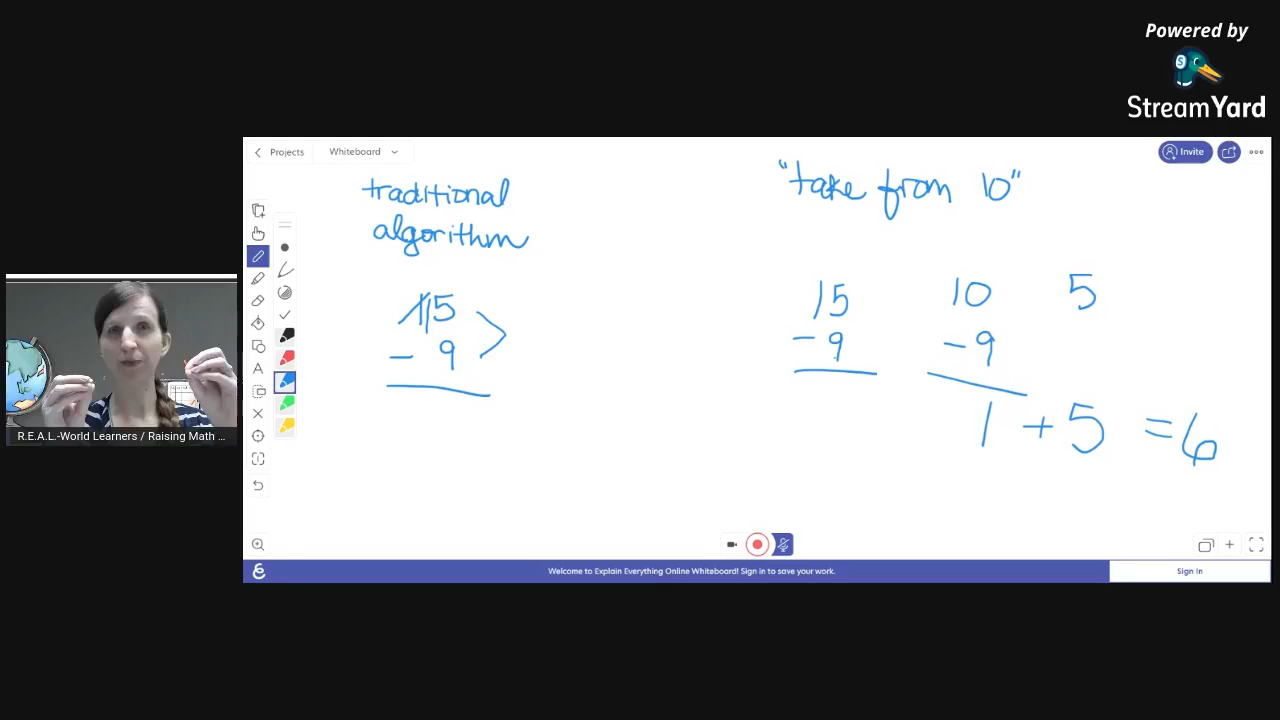 Powered by
StreamYard
Projects Whiteboard
Invite
traditional
algorithm
"take from 10"
15
- 9
15
- 9
10 5
- 9
1 + 5 = 6
A
R.E.A.L.-World Learners / Raising Math ...
Welcome to Explain Everything Online Whiteboard! Sign in to save your work.
Sign In